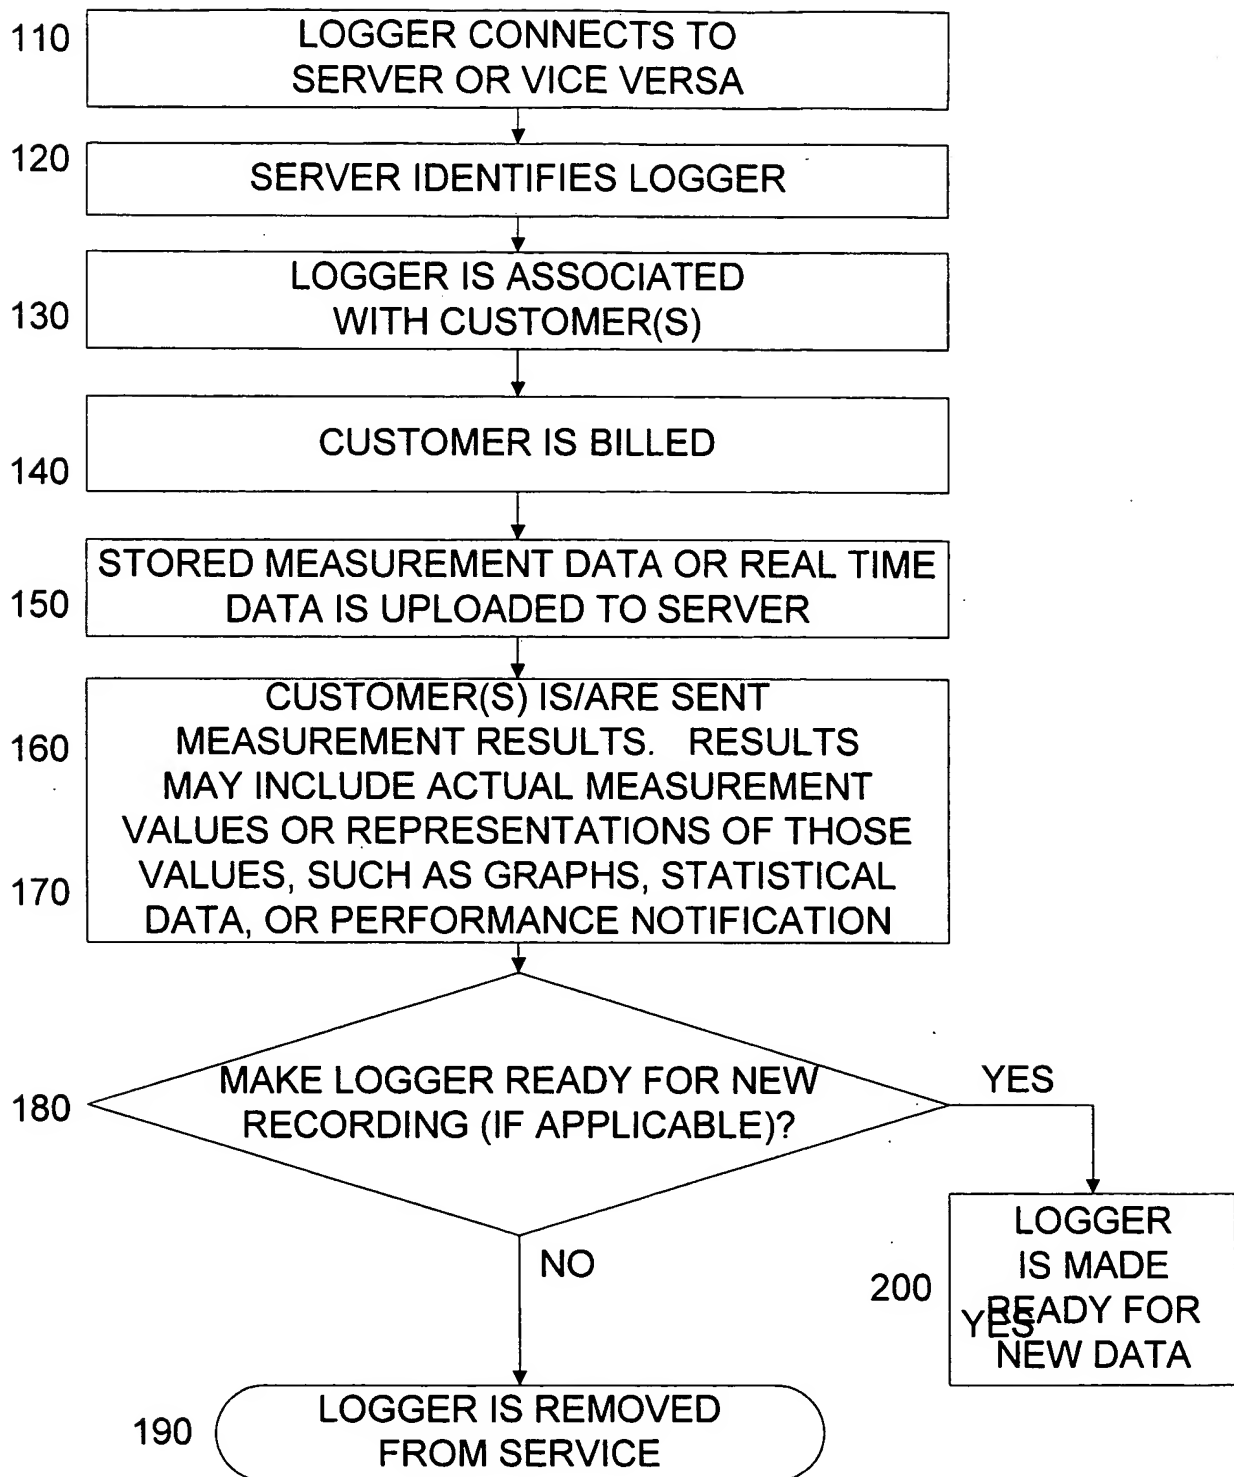 110
LOGGER CONNECTS TO
SERVER OR VICE VERSA
120
SERVER IDENTIFIES LOGGER
130
LOGGER IS ASSOCIATED
WITH CUSTOMER(S)
140
CUSTOMER IS BILLED
150
STORED MEASUREMENT DATA OR REAL TIME
DATA IS UPLOADED TO SERVER
160
CUSTOMER(S) IS/ARE SENT
MEASUREMENT RESULTS. RESULTS
MAY INCLUDE ACTUAL MEASUREMENT
VALUES OR REPRESENTATIONS OF THOSE
170
VALUES, SUCH AS GRAPHS, STATISTICAL
DATA, OR PERFORMANCE NOTIFICATION
180
MAKE LOGGER READY FOR NEW
RECORDING (IF APPLICABLE)?
YES
NO
200
LOGGER
IS MADE
READY FOR
YES
NEW DATA
190
LOGGER IS REMOVED
FROM SERVICE